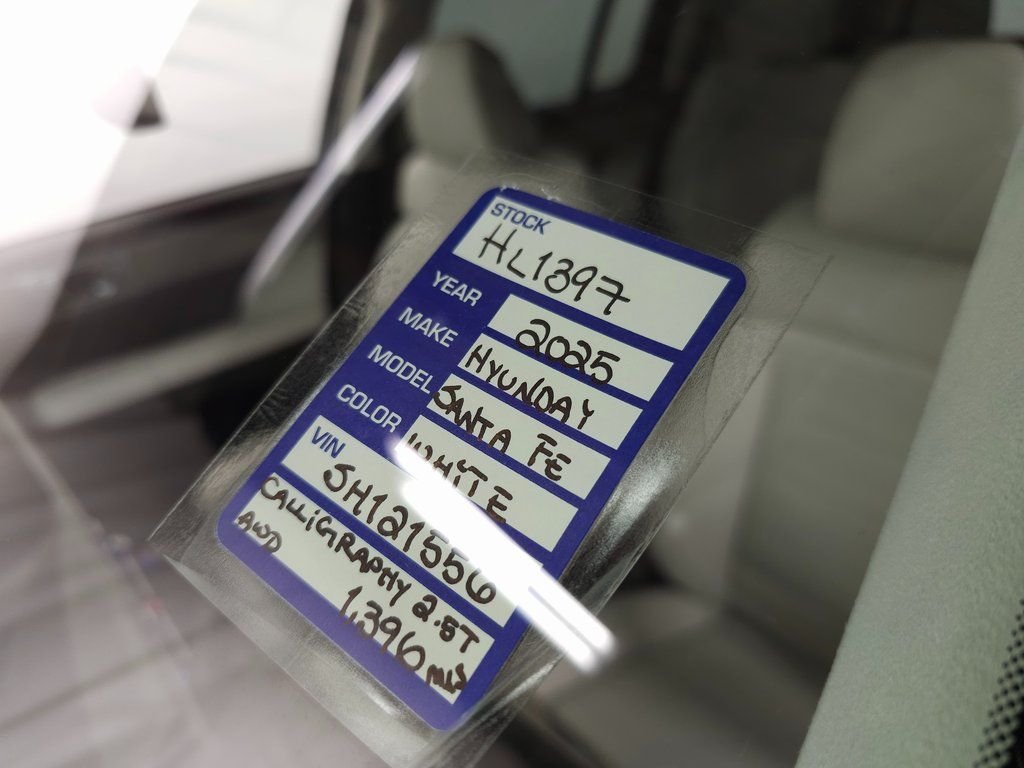 STOCK
HL1397
YEAR 2025
MAKE HYUNDAY
MODEL SANTA FE
COLOR WHITE
VIN
SH121556
CALLIGRAPHY 2.5T
AWD 1,396 mls